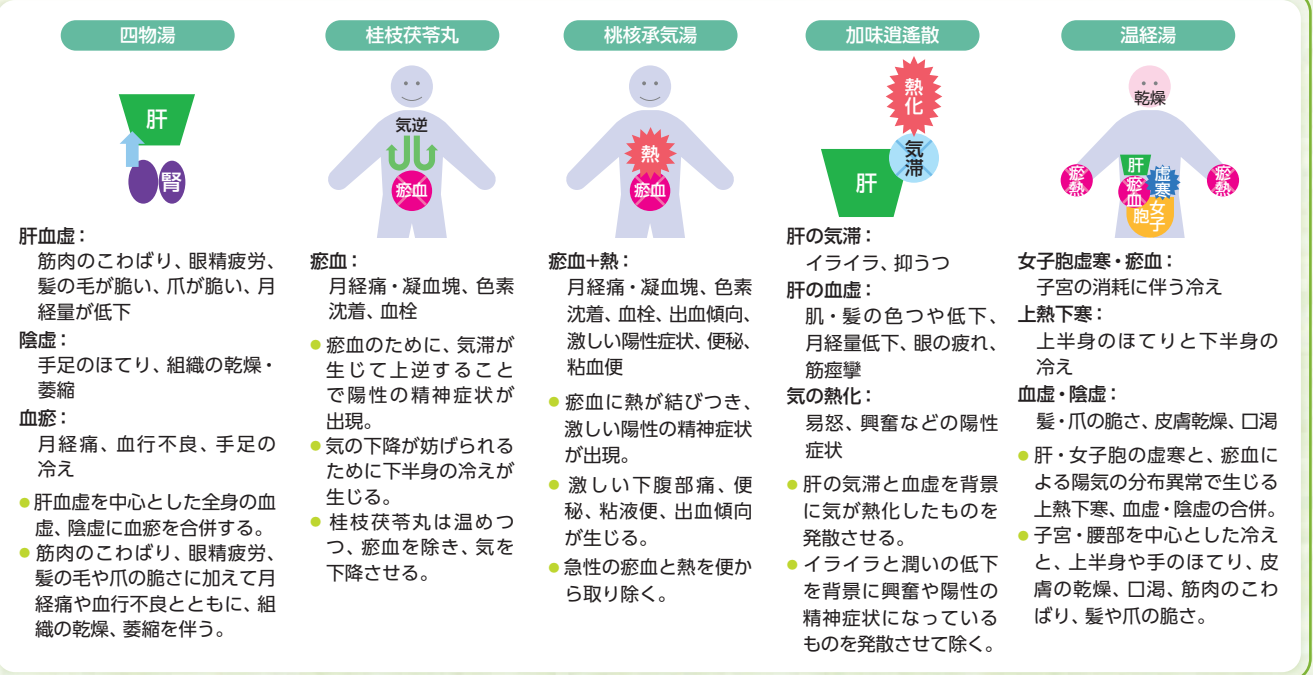 四物湯
肝
腎
肝血虚：
筋肉のこわばり、眼精疲労、
髪の毛が脆い、爪が脆い、月
経量が低下
陰虚：
手足のほてり、組織の乾燥・
萎縮
血瘀：
月経痛、血行不良、手足の
冷え
●肝血虚を中心とした全身の血
虚、陰虚に血瘀を合併する。
●筋肉のこわばり、眼精疲労、
髪の毛や爪の脆さに加えて月
経痛や血行不良とともに、組
織の乾燥、萎縮を伴う。
桂枝茯苓丸
気逆
瘀血
瘀血：
月経痛・凝血塊、色素
沈着、血栓
●瘀血のために、気滞が
生じて上逆すること
で陽性の精神症状が
出現。
●気の下降が妨げられる
ために下半身の冷えが
生じる。
●桂枝茯苓丸は温めつ
つ、瘀血を除き、気を
下降させる。
桃核承気湯
熱
瘀血
瘀血+熱：
月経痛・凝血塊、色素
沈着、血栓、出血傾向、
激しい陽性症状、便秘、
粘血便
●瘀血に熱が結びつき、
激しい陽性の精神症状
が出現。
●激しい下腹部痛、便
秘、粘液便、出血傾向
が生じる。
●急性の瘀血と熱を便か
ら取り除く。
加味逍遙散
熱化
気滞
肝
肝の気滞：
イライラ、抑うつ
肝の血虚：
肌・髪の色つや低下、
月経量低下、眼の疲れ、
筋痙攣
気の熱化：
易怒、興奮などの陽性
症状
●肝の気滞と血虚を背景
に気が熱化したものを
発散させる。
●イライラと潤いの低下
を背景に興奮や陽性の
精神症状になっている
ものを発散させて除く。
温経湯
乾燥
瘀熱
肝
瘀血
虚寒
女子胞
瘀熱
女子胞虚寒・瘀血：
子宮の消耗に伴う冷え
上熱下寒：
上半身のほてりと下半身の
冷え
血虚・陰虚：
髪・爪の脆さ、皮膚乾燥、口渇
●肝・女子胞の虚寒と、瘀血に
よる陽気の分布異常で生じる
上熱下寒、血虚・陰虚の合併。
●子宮・腰部を中心とした冷え
と、上半身や手のほてり、皮
膚の乾燥、口渇、筋肉のこわ
ばり、髪や爪の脆さ。